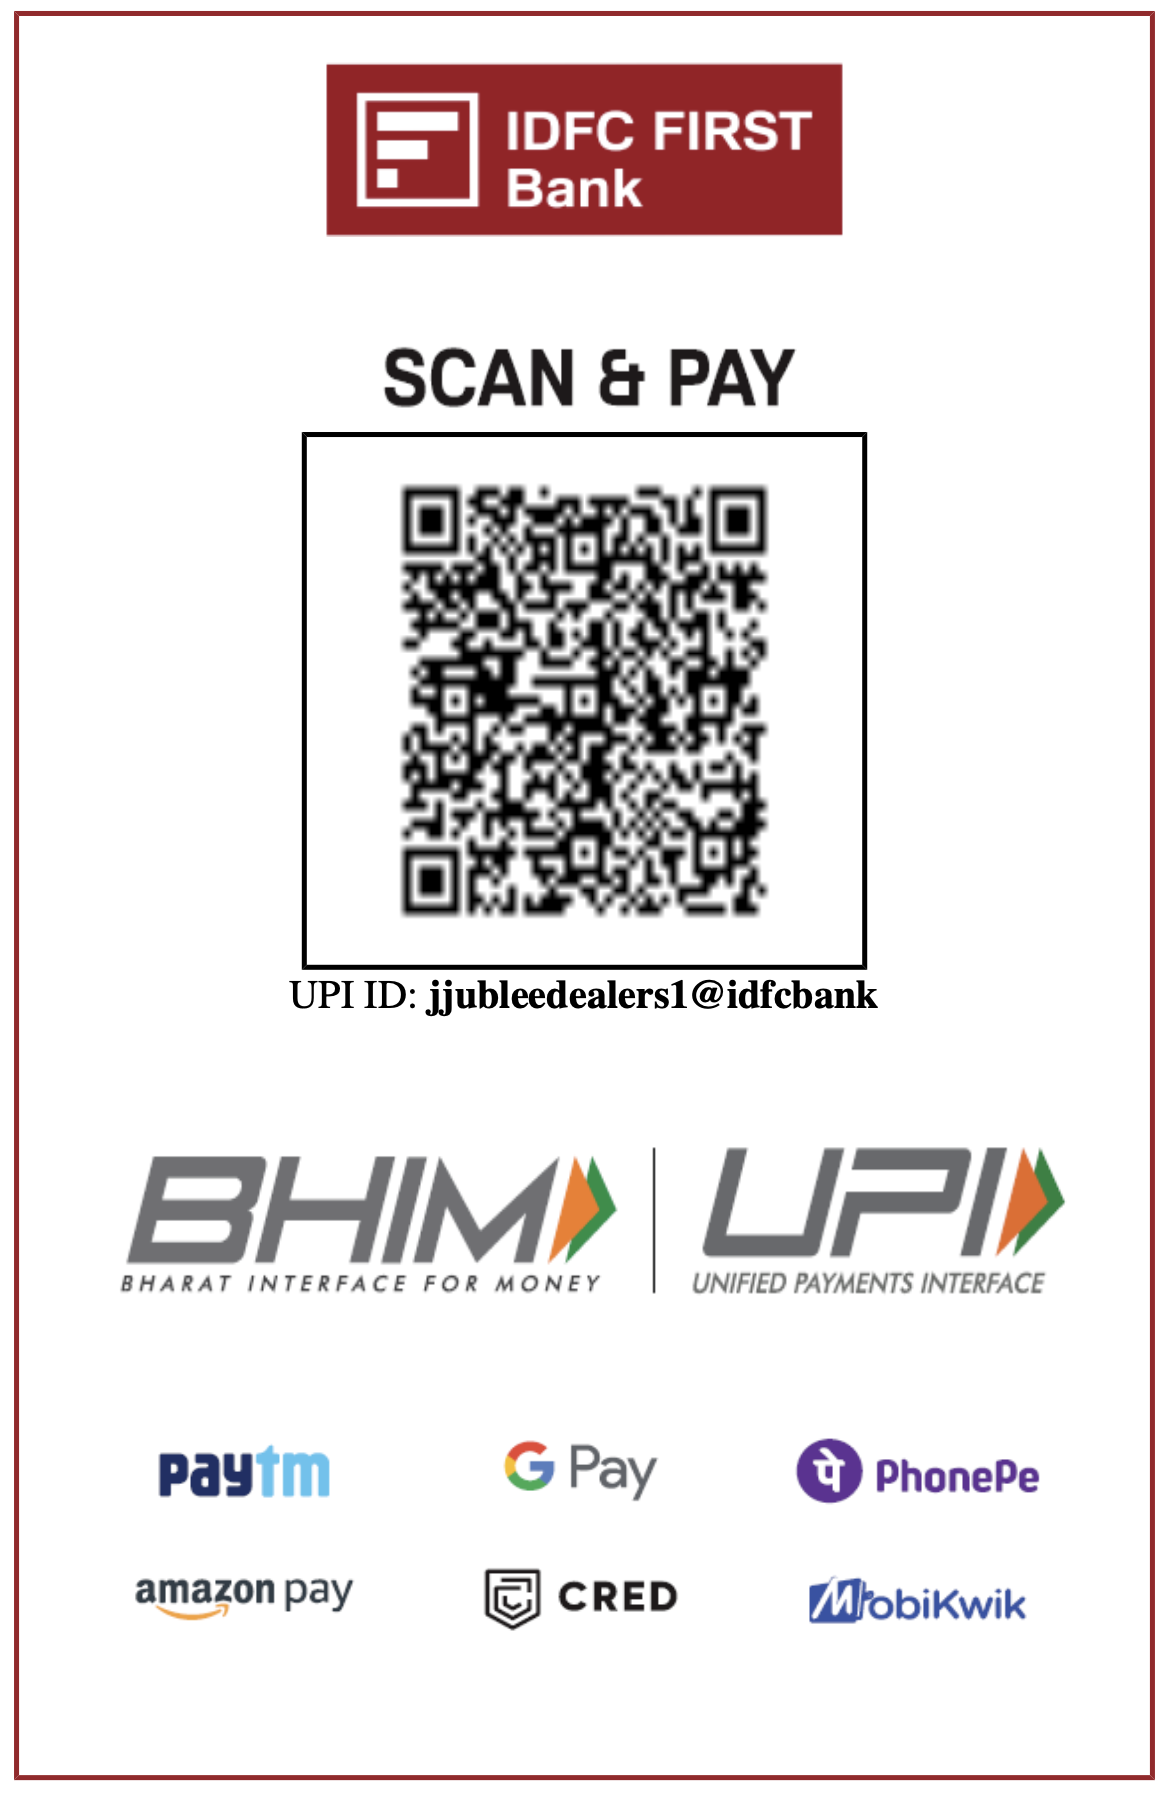 IDFC FIRST
Bank
SCAN & PAY
UPI ID: jjubleedealers1@idfcbank
BHIM
BHARAT INTERFACE FOR MONEY
UPI
UNIFIED PAYMENTS INTERFACE
paytm
G Pay
पे PhonePe
amazon pay
CRED
MobiKwik